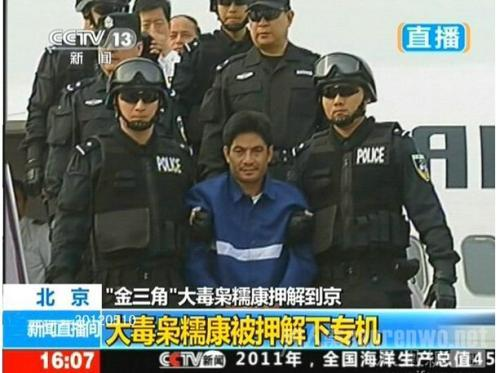 CCTV 13
新闻
直播
POLICE
POLICE
北京
"金三角"大毒枭糯康押解到京
20120510
新闻直播间
大毒枭糯康被押解下专机
16:07
CCTV 新闻
2011年，全国海洋生产总值45